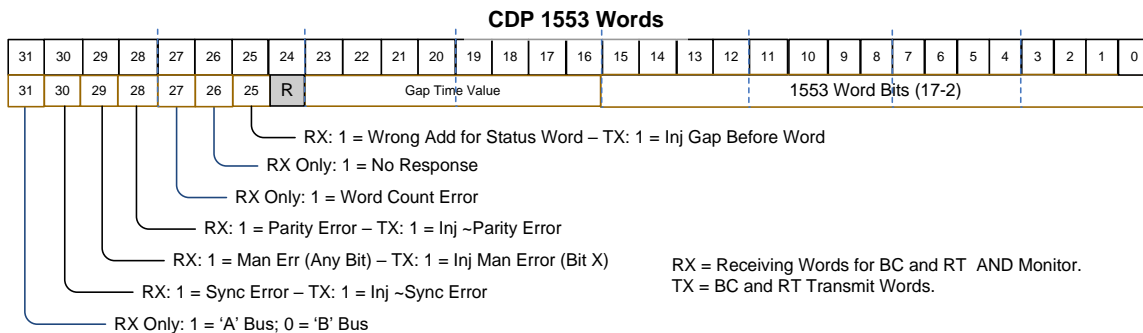 CDP 1553 Words
31 30 29 28 27 26 25 24 23 22 21 20 19 18 17 16 15 14 13 12 11 10 9 8 7 6 5 4 3 2 1 0
31 30 29 28 27 26 25 R Gap Time Value 1553 Word Bits (17-2)
RX: 1 = Wrong Add for Status Word – TX: 1 = Inj Gap Before Word
RX Only: 1 = No Response
RX Only: 1 = Word Count Error
RX: 1 = Parity Error – TX: 1 = Inj ~Parity Error
RX: 1 = Man Err (Any Bit) – TX: 1 = Inj Man Error (Bit X)
RX: 1 = Sync Error – TX: 1 = Inj ~Sync Error
RX Only: 1 = ‘A’ Bus; 0 = ‘B’ Bus
RX = Receiving Words for BC and RT AND Monitor.
TX = BC and RT Transmit Words.